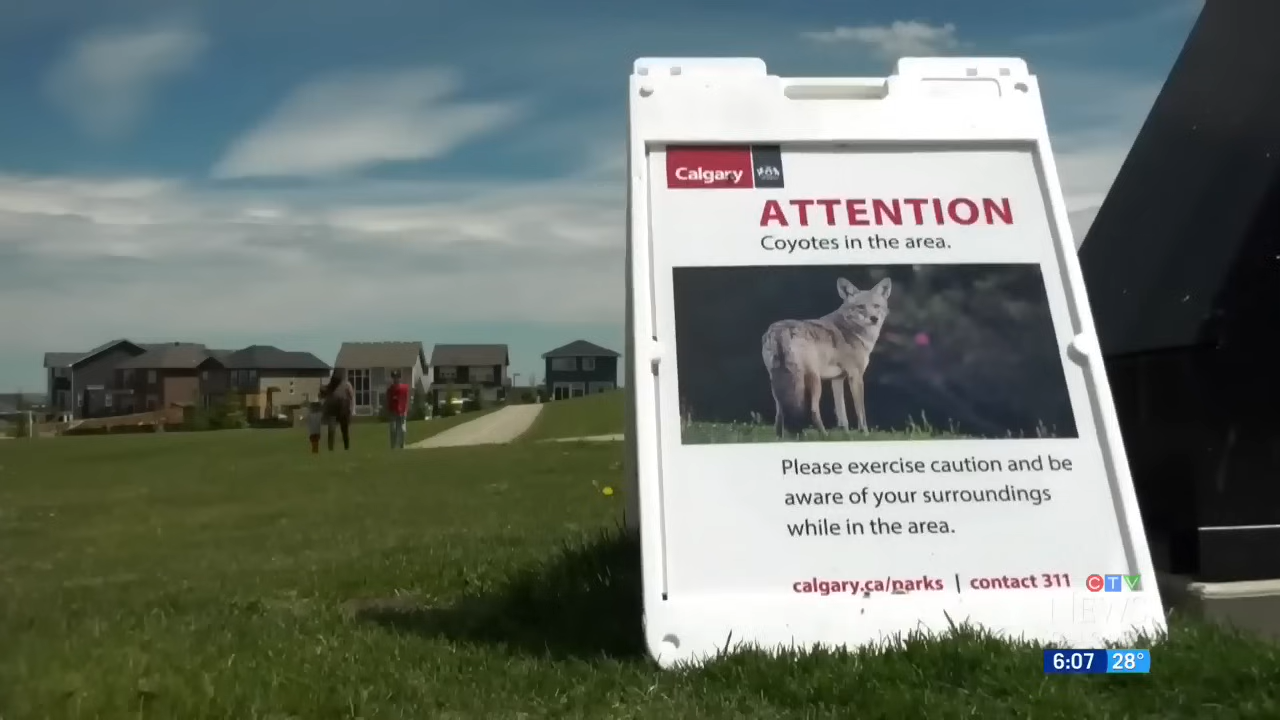 Calgary
ATTENTION
Coyotes in the area.
Please exercise caution and be
aware of your surroundings
while in the area.
calgary.ca/parks | contact 311
CTV
NEWS
6:07 28°